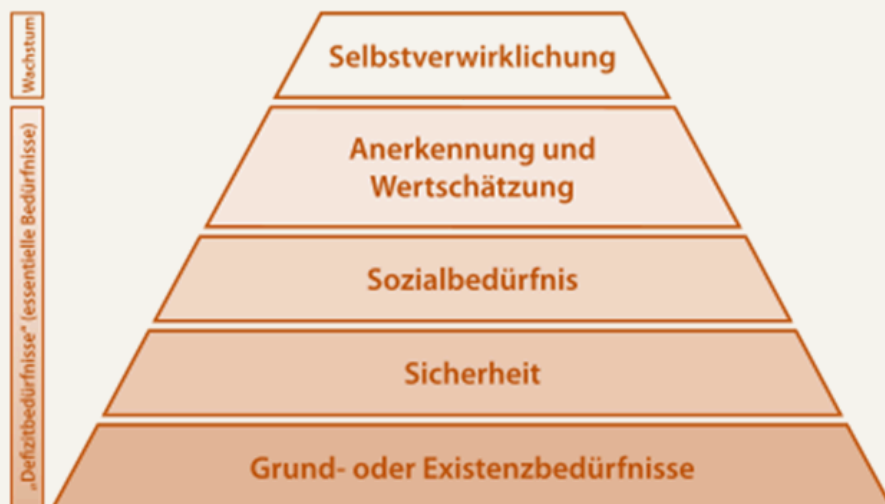 Wachstum
Selbstverwirklichung
„Defizitbedürfnisse“ (essentielle Bedürfnisse)
Anerkennung und
Wertschätzung
Sozialbedürfnis
Sicherheit
Grund- oder Existenzbedürfnisse